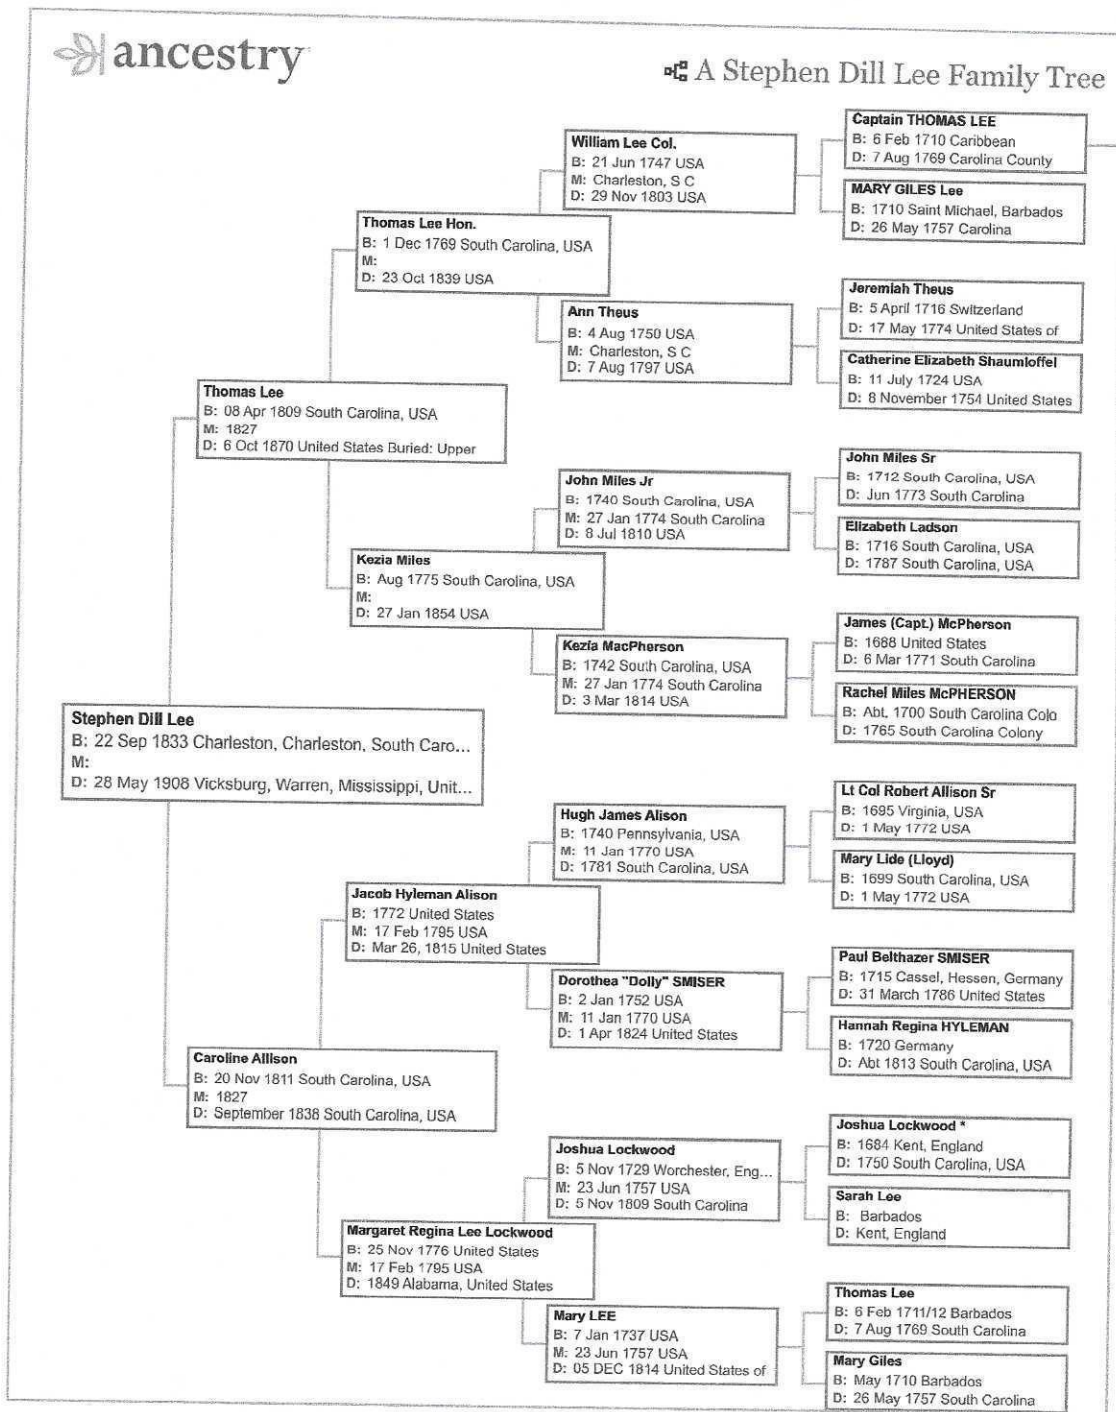 ancestry
A Stephen Dill Lee Family Tree
Captain THOMAS LEE
B: 6 Feb 1710 Caribbean
D: 7 Aug 1769 Carolina County
William Lee Col.
B: 21 Jun 1747 USA
M: Charleston, S C
D: 29 Nov 1803 USA
MARY GILES Lee
B: 1710 Saint Michael, Barbados
D: 26 May 1757 Carolina
Thomas Lee Hon.
B: 1 Dec 1769 South Carolina, USA
M:
D: 23 Oct 1839 USA
Jeremiah Theus
B: 5 April 1716 Switzerland
D: 17 May 1774 United States of
Ann Theus
B: 4 Aug 1750 USA
M: Charleston, S C
D: 7 Aug 1797 USA
Catherine Elizabeth Shaumloffel
B: 11 July 1724 USA
D: 8 November 1754 United States
Thomas Lee
B: 08 Apr 1809 South Carolina, USA
M: 1827
D: 6 Oct 1870 United States Buried: Upper
John Miles Sr
B: 1712 South Carolina, USA
D: Jun 1773 South Carolina
John Miles Jr
B: 1740 South Carolina, USA
M: 27 Jan 1774 South Carolina
D: 8 Jul 1810 USA
Elizabeth Ladson
B: 1716 South Carolina, USA
D: 1787 South Carolina, USA
Kezia Miles
B: Aug 1775 South Carolina, USA
M:
D: 27 Jan 1854 USA
James (Capt.) McPherson
B: 1688 United States
D: 6 Mar 1771 South Carolina
Kezia MacPherson
B: 1742 South Carolina, USA
M: 27 Jan 1774 South Carolina
D: 3 Mar 1814 USA
Rachel Miles McPHERSON
B: Abt. 1700 South Carolina Colo
D: 1765 South Carolina Colony
Stephen Dill Lee
B: 22 Sep 1833 Charleston, Charleston, South Caro...
M:
D: 28 May 1908 Vicksburg, Warren, Mississippi, Unit...
Lt Col Robert Allison Sr
B: 1695 Virginia, USA
D: 1 May 1772 USA
Hugh James Alison
B: 1740 Pennsylvania, USA
M: 11 Jan 1770 USA
D: 1781 South Carolina, USA
Mary Lide (Lloyd)
B: 1699 South Carolina, USA
D: 1 May 1772 USA
Jacob Hyleman Alison
B: 1772 United States
M: 17 Feb 1795 USA
D: Mar 26, 1815 United States
Paul Belthazer SMISER
B: 1715 Cassel, Hessen, Germany
D: 31 March 1786 United States
Dorothea "Dolly" SMISER
B: 2 Jan 1752 USA
M: 11 Jan 1770 USA
D: 1 Apr 1824 United States
Hannah Regina HYLEMAN
B: 1720 Germany
D: Abt 1813 South Carolina, USA
Caroline Allison
B: 20 Nov 1811 South Carolina, USA
M: 1827
D: September 1838 South Carolina, USA
Joshua Lockwood *
B: 1684 Kent, England
D: 1750 South Carolina, USA
Joshua Lockwood
B: 5 Nov 1729 Worchester, Eng...
M: 23 Jun 1757 USA
D: 5 Nov 1809 South Carolina
Sarah Lee
B: Barbados
D: Kent, England
Margaret Regina Lee Lockwood
B: 25 Nov 1776 United States
M: 17 Feb 1795 USA
D: 1849 Alabama, United States
Thomas Lee
B: 6 Feb 1711/12 Barbados
D: 7 Aug 1769 South Carolina
Mary LEE
B: 7 Jan 1737 USA
M: 23 Jun 1757 USA
D: 05 DEC 1814 United States of
Mary Giles
B: May 1710 Barbados
D: 26 May 1757 South Carolina